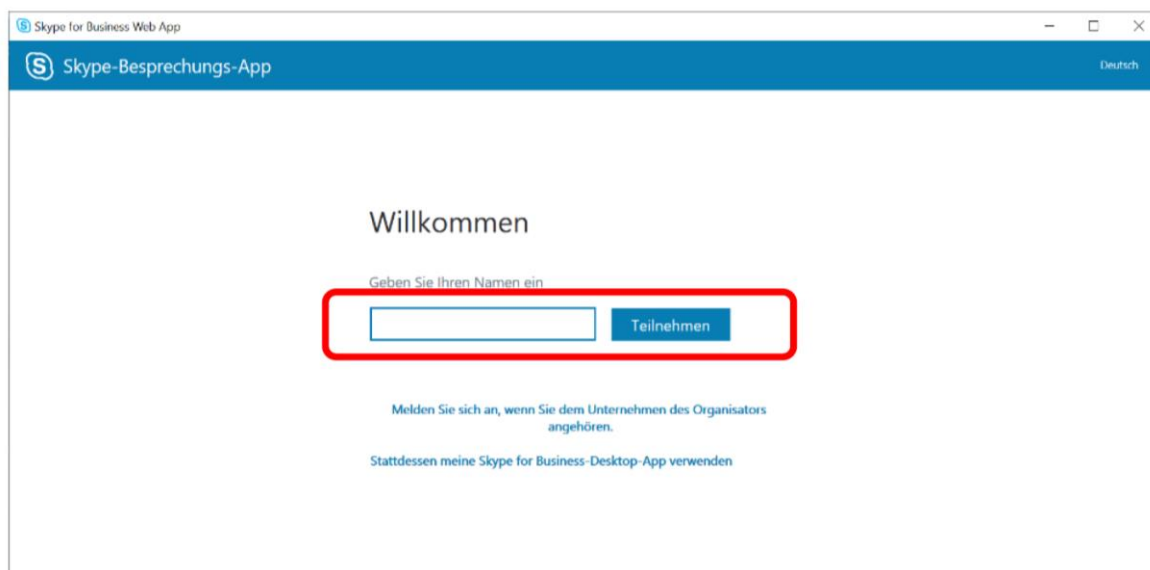 Skype for Business Web App
Skype-Besprechungs-App
Deutsch
Willkommen
Geben Sie Ihren Namen ein
Teilnehmen
Melden Sie sich an, wenn Sie dem Unternehmen des Organisators
angehören.
Stattdessen meine Skype for Business-Desktop-App verwenden